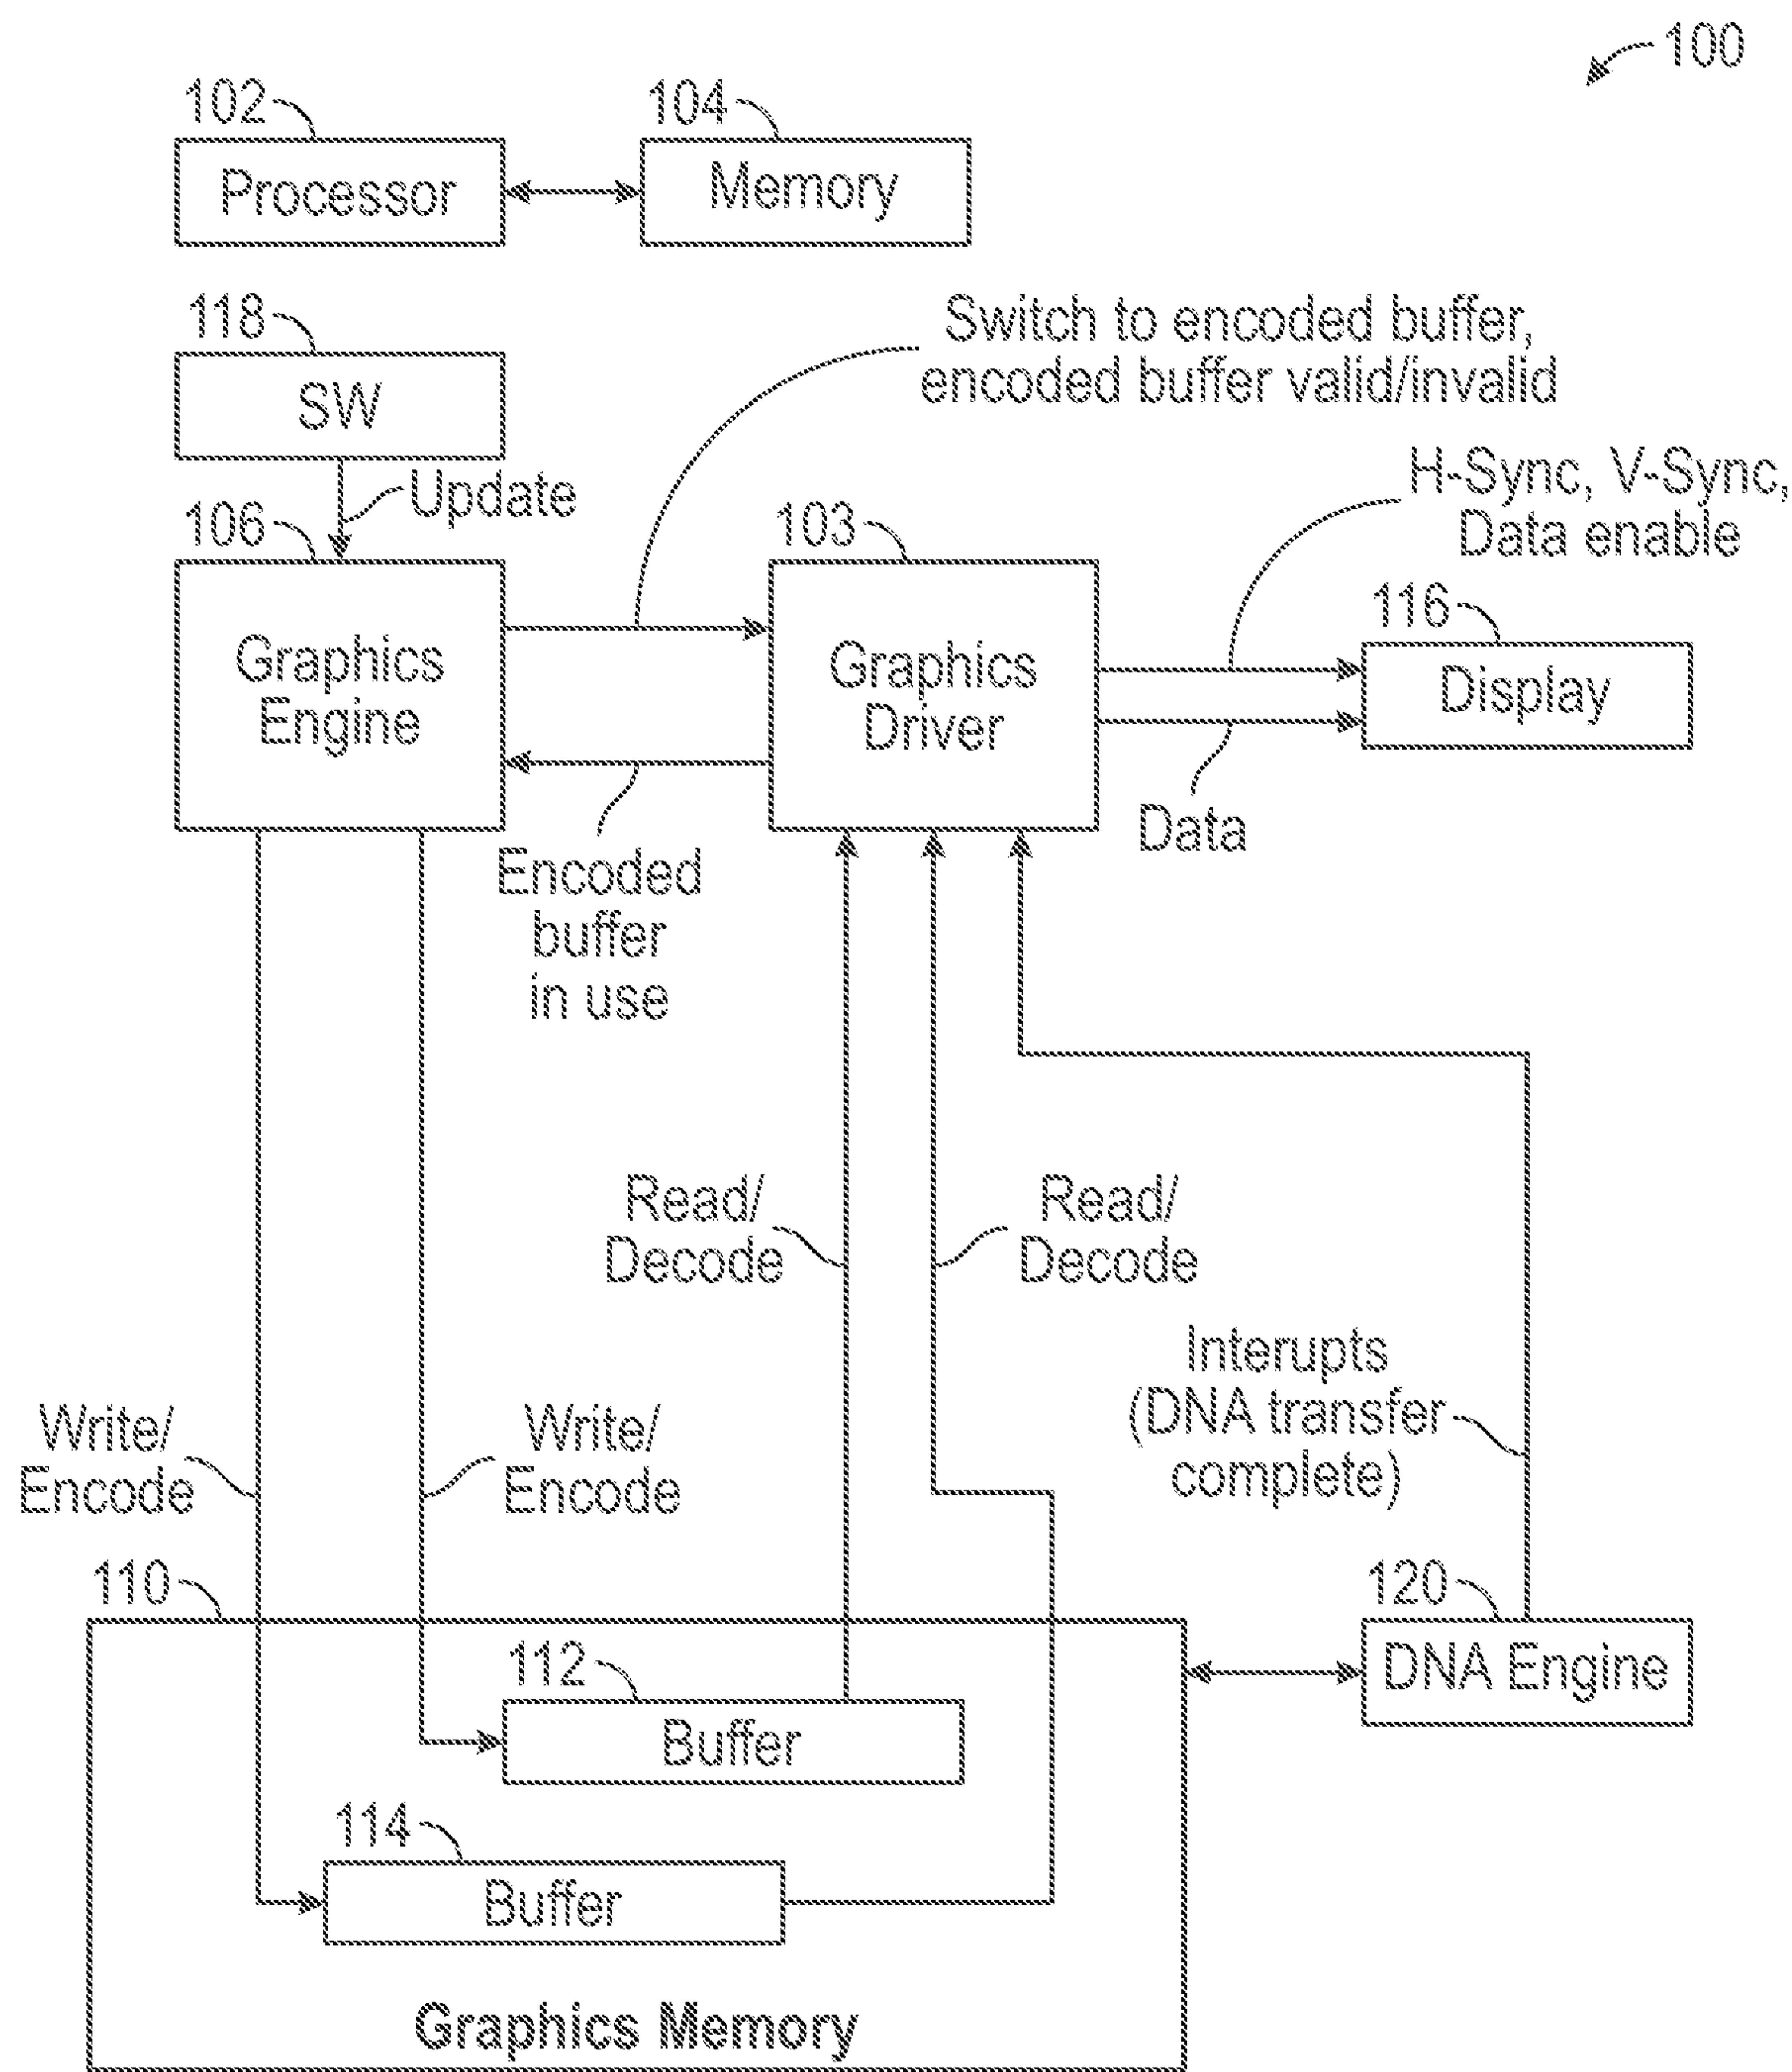 100
102
104
Processor
Memory
118
SW
Switch to encoded buffer,
encoded buffer valid/invalid
Update
H-Sync, V-Sync,
Data enable
106
103
116
Graphics
Engine
Graphics
Driver
Display
Data
Encoded
buffer
in use
Read/
Decode
Read/
Decode
Interupts
(DNA transfer
complete)
Write/
Encode
Write/
Encode
110
120
112
DNA Engine
Buffer
114
Buffer
Graphics Memory